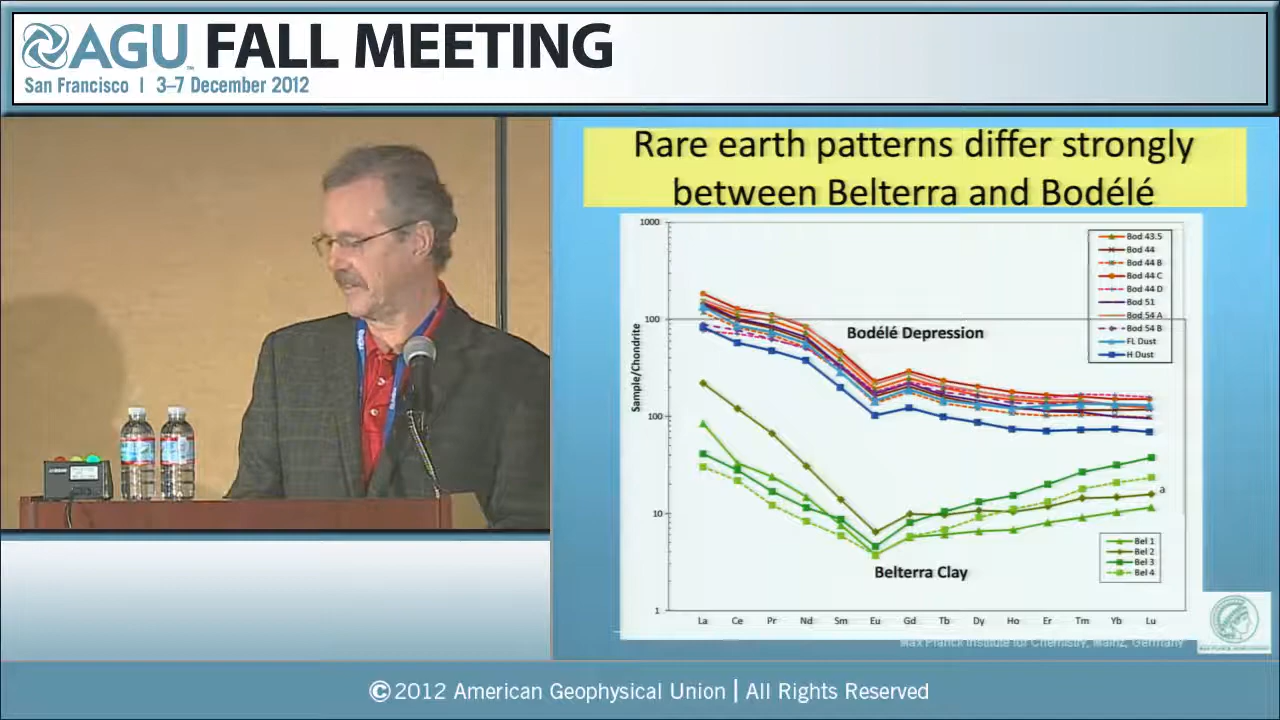 AGU FALL MEETING
San Francisco | 3–7 December 2012
Rare earth patterns differ strongly
between Belterra and Bodélé
1000
100
100
10
1
Sample/Chondrite
Bod 43.5
Bod 44
Bod 44 B
Bod 44 C
Bod 44 D
Bod 51
Bod 54 A
Bod 54 B
FL Dust
H Dust
Bodélé Depression
a
Bel 1
Bel 2
Bel 3
Bel 4
Belterra Clay
La Ce Pr Nd Sm Eu Gd Tb Dy Ho Er Tm Yb Lu
Max Planck Institute for Chemistry, Mainz, Germany
©2012 American Geophysical Union | All Rights Reserved